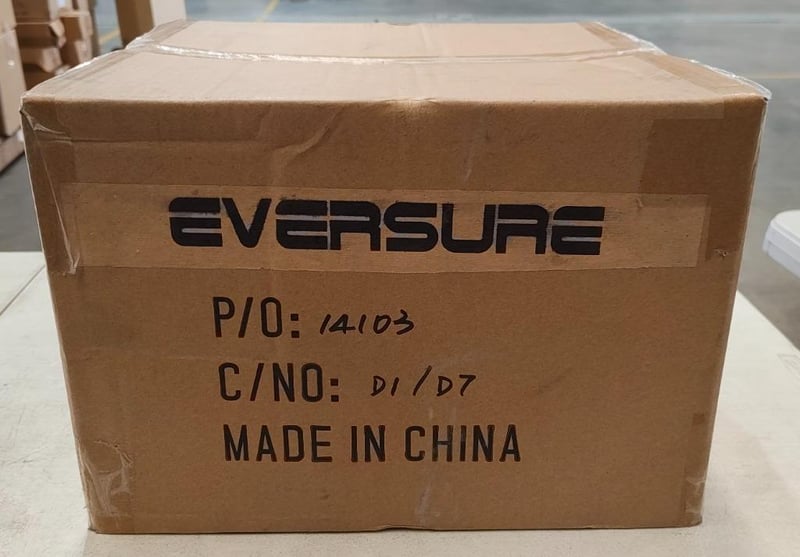 EVERSURE
P/O: 14103
C/NO: D1/D7
MADE IN CHINA